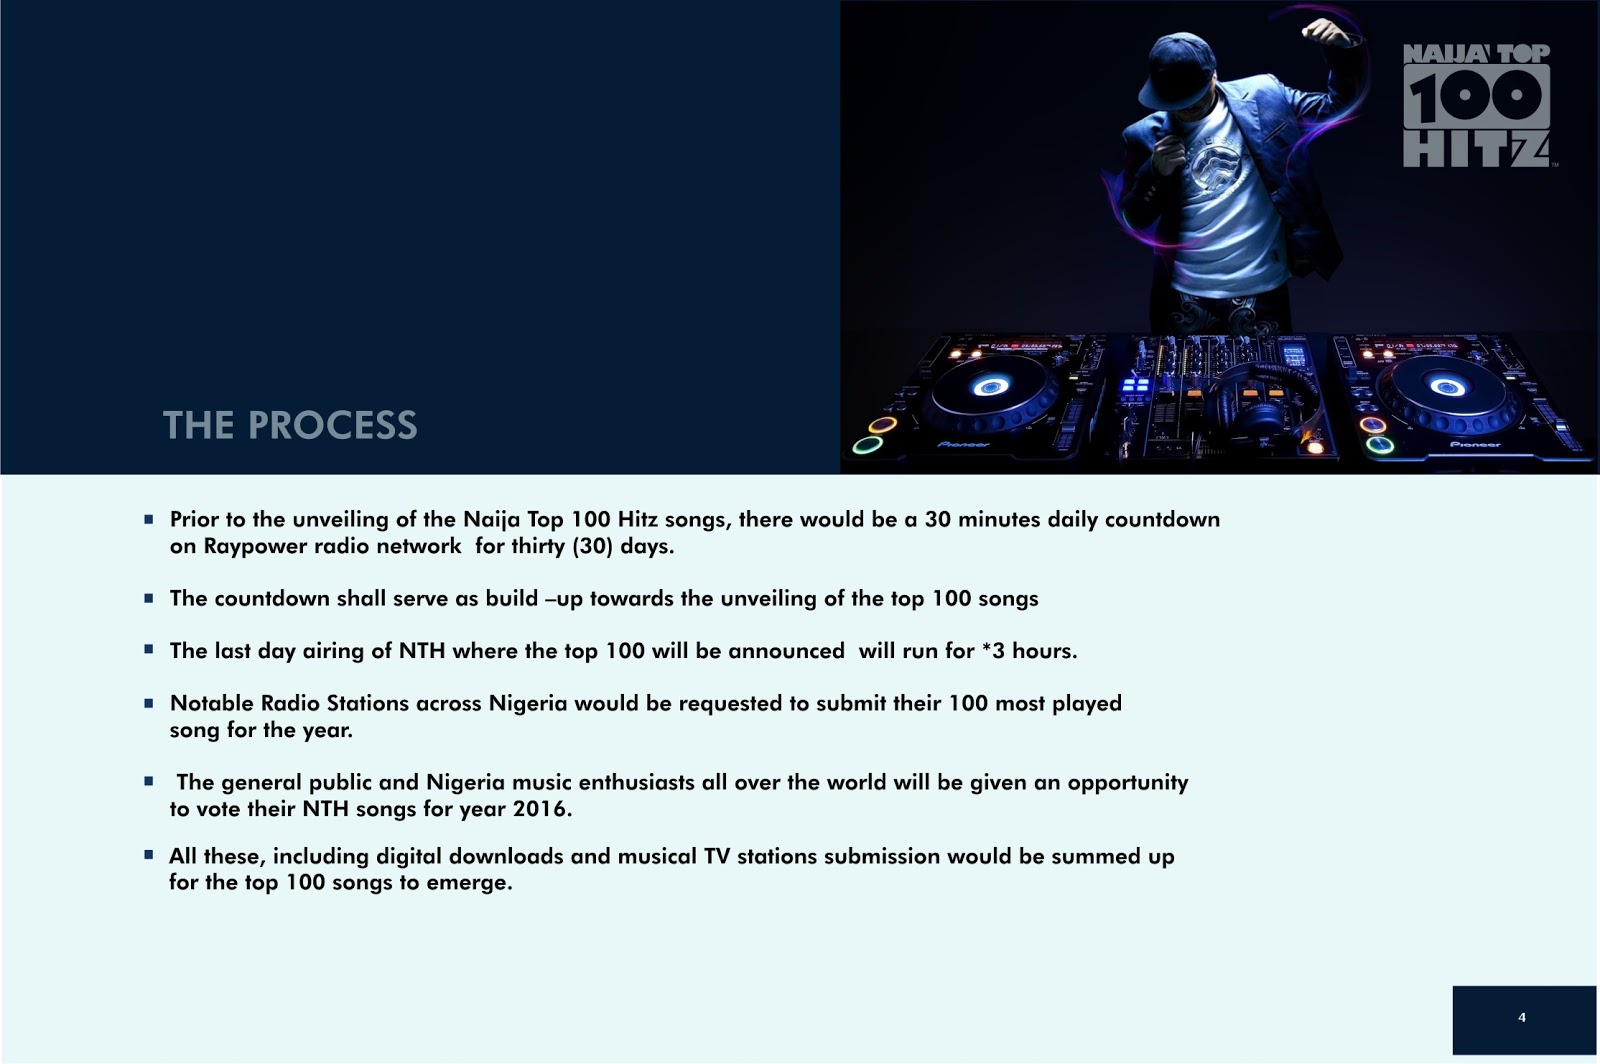 NAIJA' TOP
100
HITZ
TM
Pioneer
Pioneer
THE PROCESS
Prior to the unveiling of the Naija Top 100 Hitz songs, there would be a 30 minutes daily countdown
on Raypower radio network  for thirty (30) days.
The countdown shall serve as build –up towards the unveiling of the top 100 songs
The last day airing of NTH where the top 100 will be announced  will run for *3 hours.
Notable Radio Stations across Nigeria would be requested to submit their 100 most played
song for the year.
The general public and Nigeria music enthusiasts all over the world will be given an opportunity
to vote their NTH songs for year 2016.
All these, including digital downloads and musical TV stations submission would be summed up
for the top 100 songs to emerge.
4